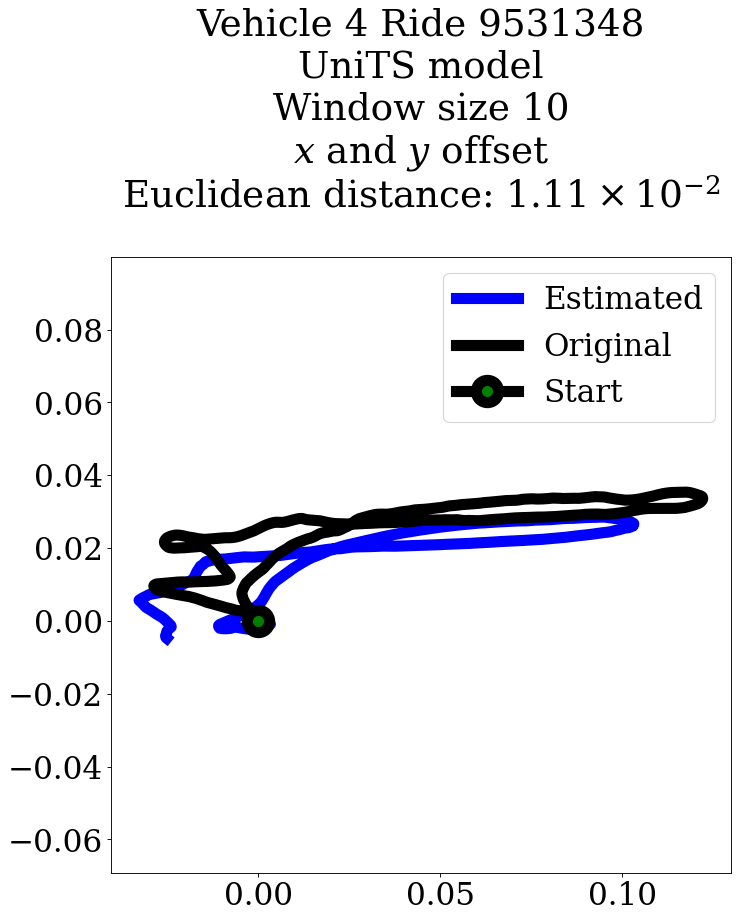 Vehicle 4 Ride 9531348
UniTS model
Window size 10
x and y offset
Euclidean distance: 1.11 × 10⁻²
Estimated
Original
Start
0.08
0.06
0.04
0.02
0.00
−0.02
−0.04
−0.06
0.00 0.05 0.10